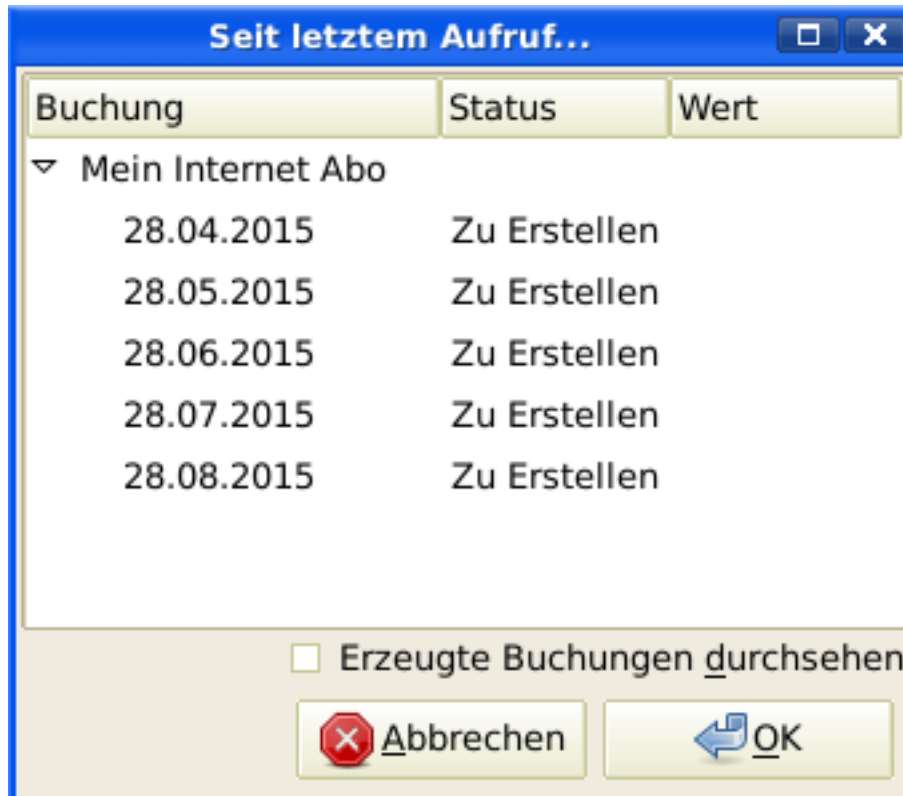 Seit letztem Aufruf...
Buchung Status Wert
Mein Internet Abo
28.04.2015 Zu Erstellen
28.05.2015 Zu Erstellen
28.06.2015 Zu Erstellen
28.07.2015 Zu Erstellen
28.08.2015 Zu Erstellen
Erzeugte Buchungen durchsehen
Abbrechen OK